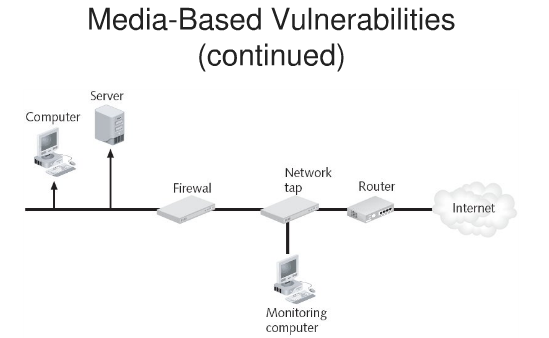 Media-Based Vulnerabilities
(continued)
Server
Computer
Firewal
Network
tap
Router
Internet
Monitoring
computer